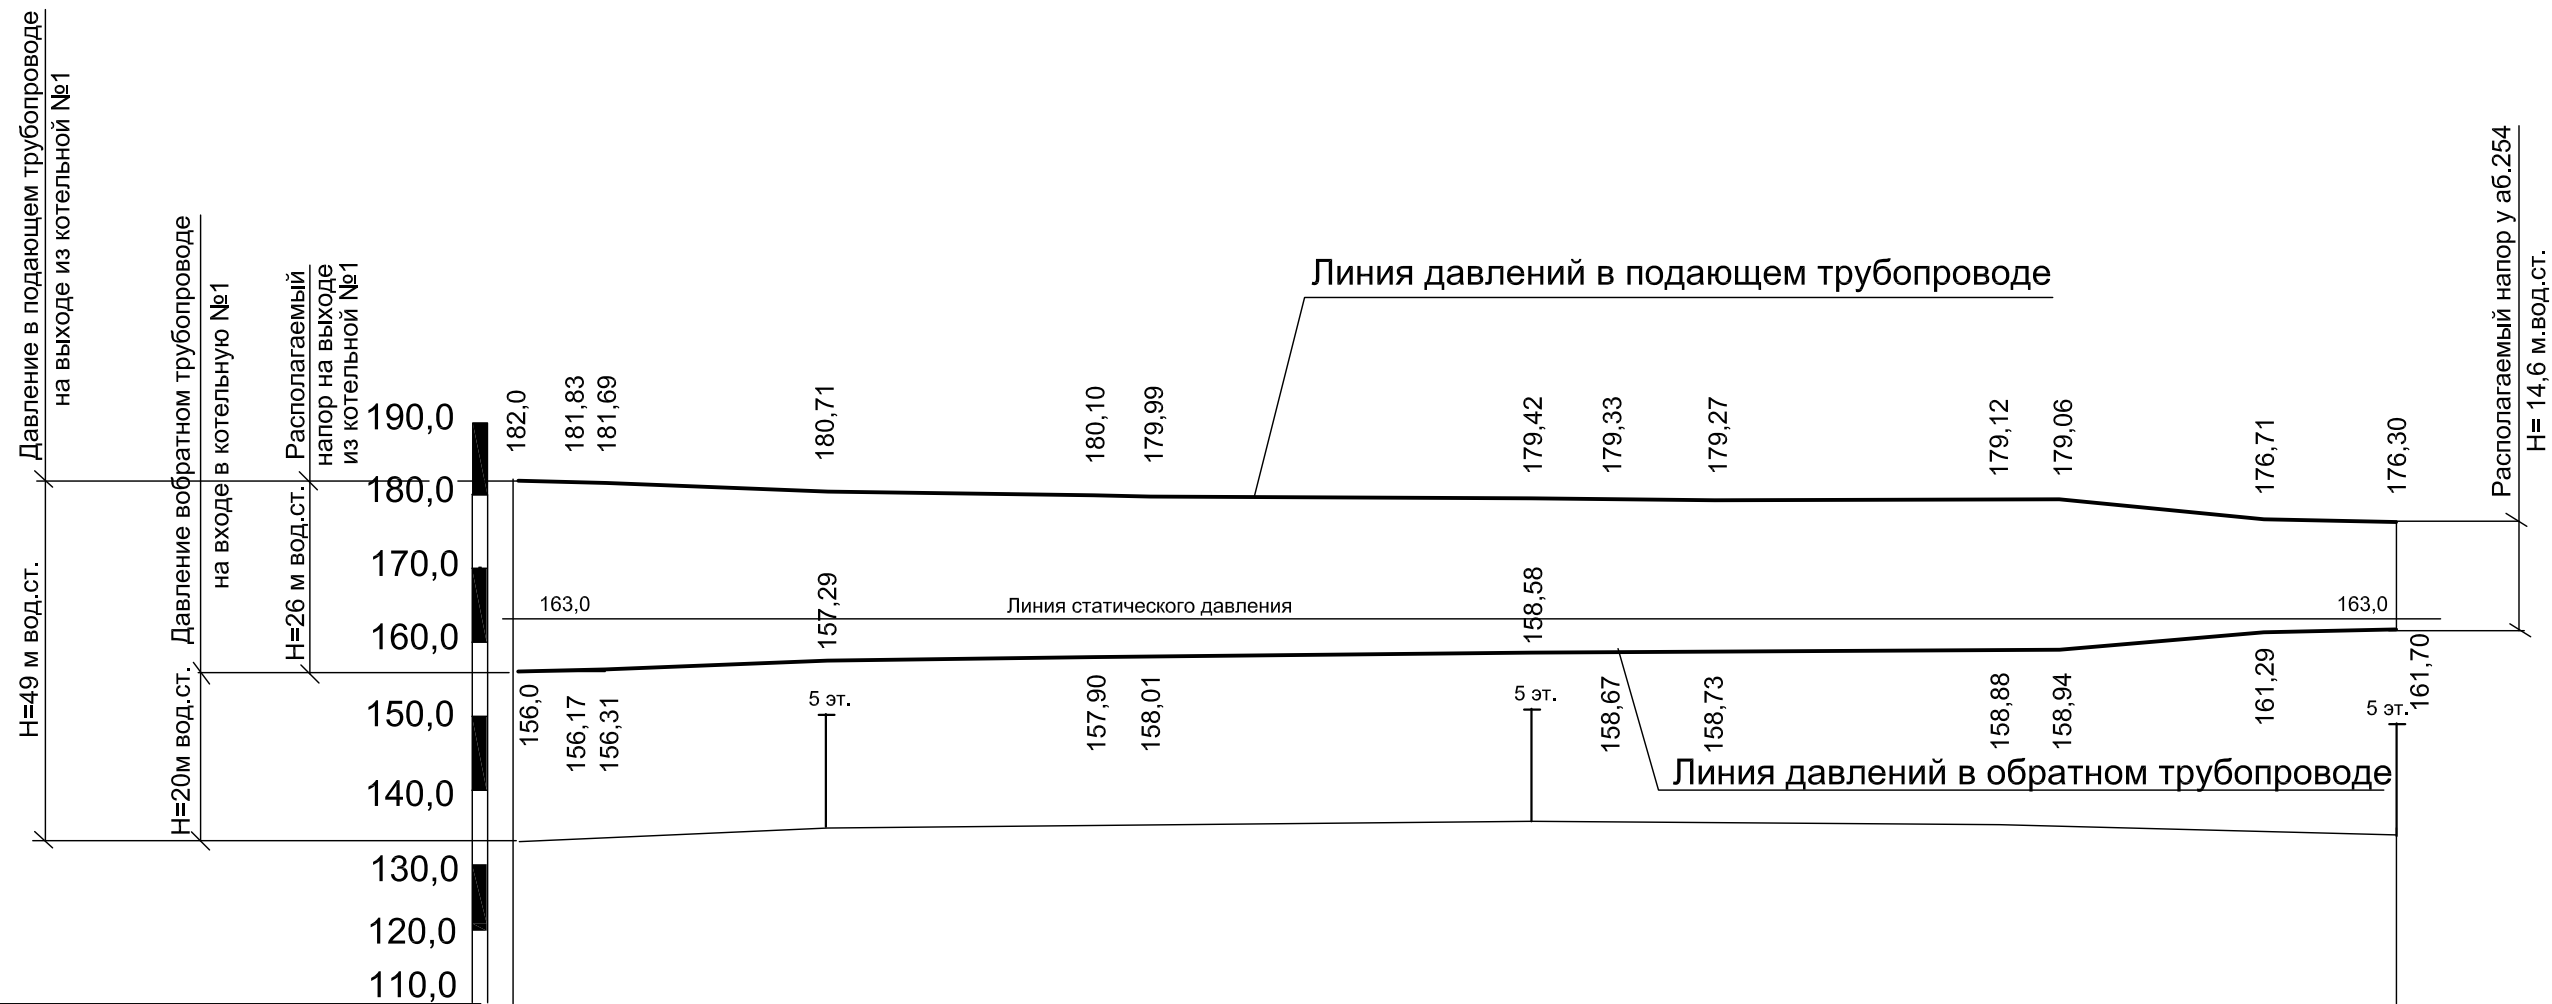 Давление в подающем трубопроводе
на выходе из котельной №1
H=49 м вод.ст.
Давление вобратном трубопроводе
на входе в котельную №1
H=20м вод.ст.
Располагаемый
напор на выходе
из котельной №1
H=26 м вод.ст.
190,0
180,0
170,0
160,0
150,0
140,0
130,0
120,0
110,0
182,0
181,83
181,69
180,71
180,10
179,99
179,42
179,33
179,27
179,12
179,06
176,71
176,30
Линия давлений в подающем трубопроводе
163,0
Линия статического давления
163,0
157,29
158,58
156,0
156,17
156,31
157,90
158,01
158,67
158,73
158,88
158,94
161,29
161,70
5 эт.
5 эт.
5 эт.
Линия давлений в обратном трубопроводе
Располагаемый напор у аб.254
H= 14,6 м.вод.ст.